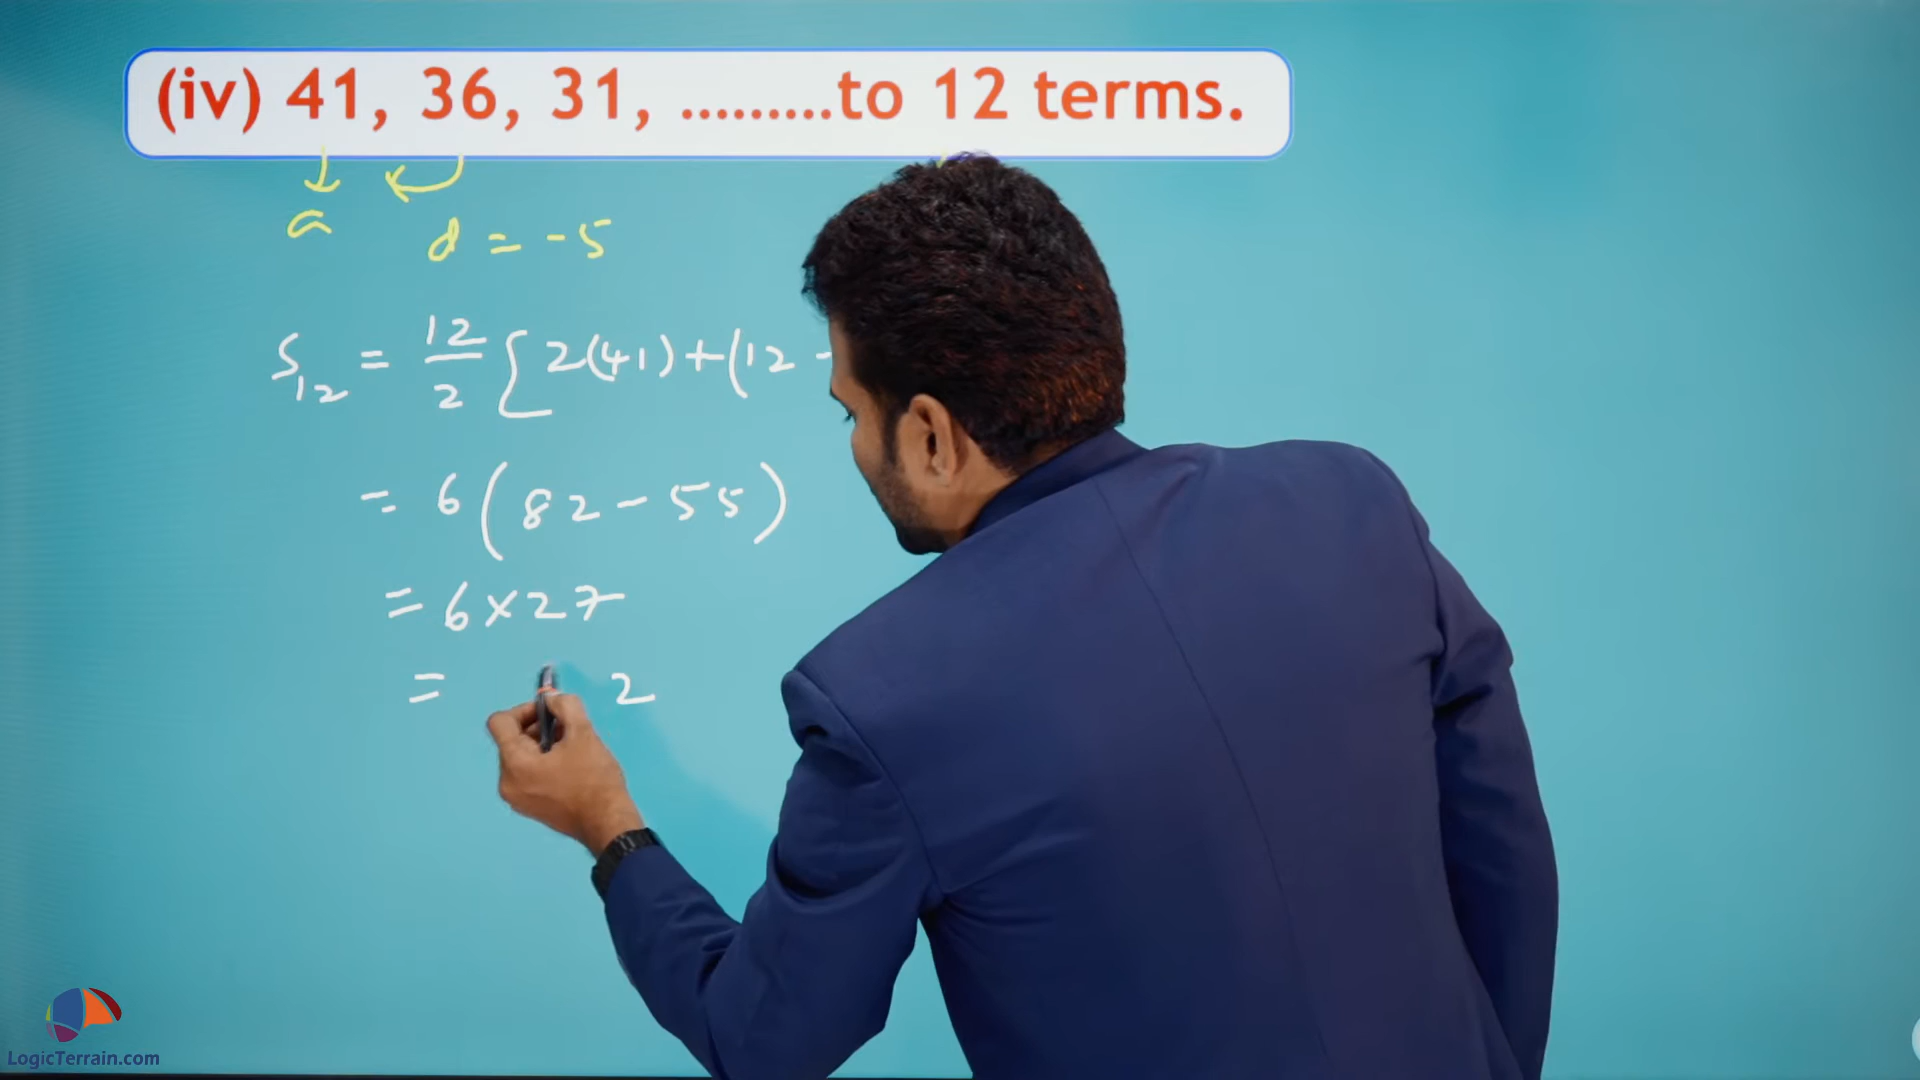 (iv) 41, 36, 31, .........to 12 terms.
a d = -5
S₁₂ = 12/2 [2(41)+(12 -
= 6(82-55)
= 6×27
= 2
LogicTerrain.com